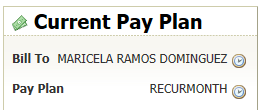 Current Pay Plan
Bill To MARICELA RAMOS DOMINGUEZ
Pay Plan RECURMONTH